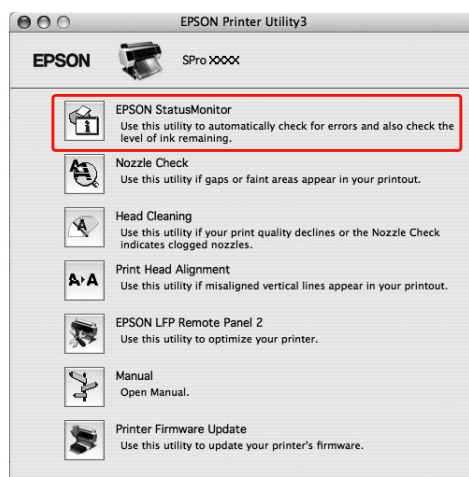 EPSON Printer Utility3
EPSON
SPro XXXX
EPSON StatusMonitor
Use this utility to automatically check for errors and also check the
level of ink remaining.
Nozzle Check
Use this utility if gaps or faint areas appear in your printout.
Head Cleaning
Use this utility if your print quality declines or the Nozzle Check
indicates clogged nozzles.
Print Head Alignment
Use this utility if misaligned vertical lines appear in your printout.
EPSON LFP Remote Panel 2
Use this utility to optimize your printer.
Manual
Open Manual.
Printer Firmware Update
Use this utility to update your printer's firmware.